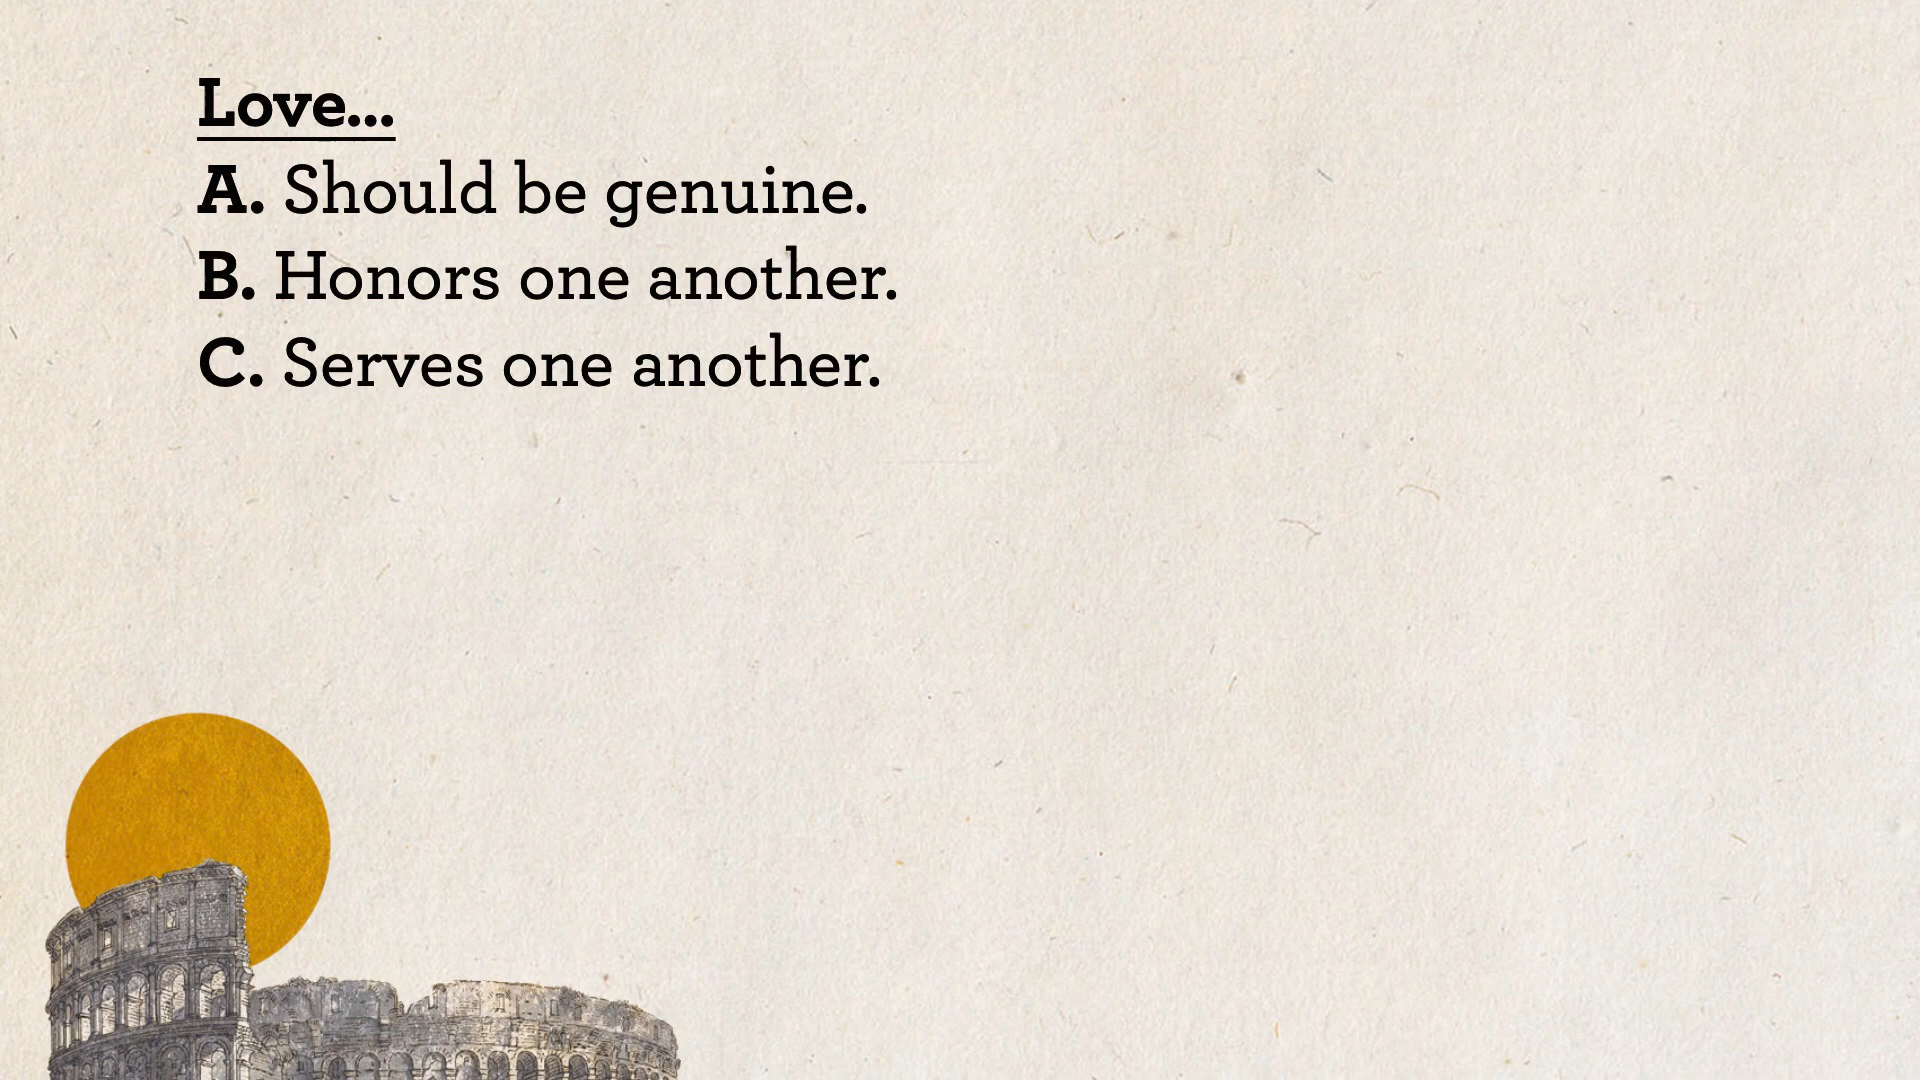 Love...
A. Should be genuine.
B. Honors one another.
C. Serves one another.